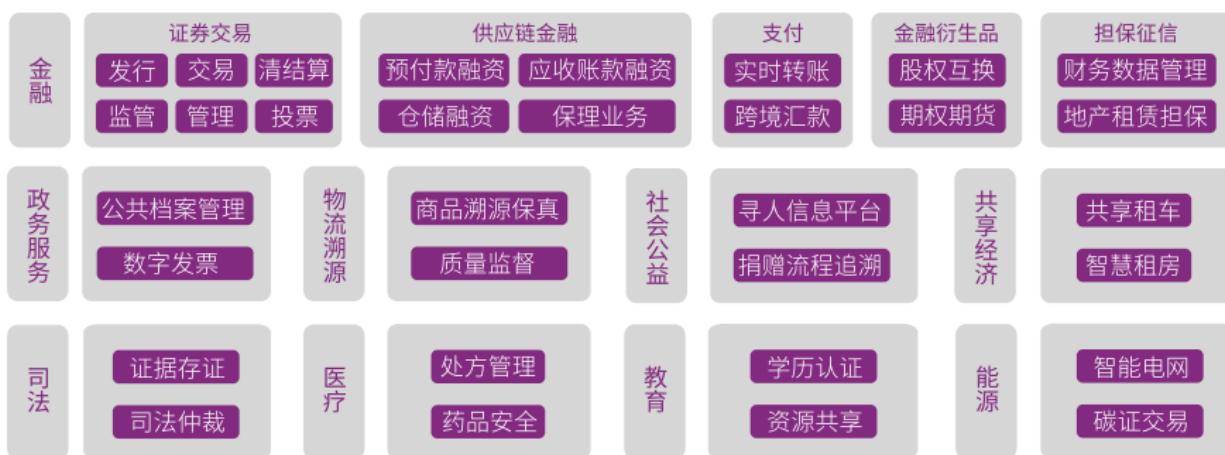 金融
证券交易
发行 交易 清结算
监管 管理 投票
供应链金融
预付款融资 应收账款融资
仓储融资 保理业务
支付
实时转账
跨境汇款
金融衍生品
股权互换
期权期货
担保征信
财务数据管理
地产租赁担保
政务服务
公共档案管理
数字发票
物流溯源
商品溯源保真
质量监督
社会公益
寻人信息平台
捐赠流程追溯
共享经济
共享租车
智慧租房
司法
证据存证
司法仲裁
医疗
处方管理
药品安全
教育
学历认证
资源共享
能源
智能电网
碳证交易